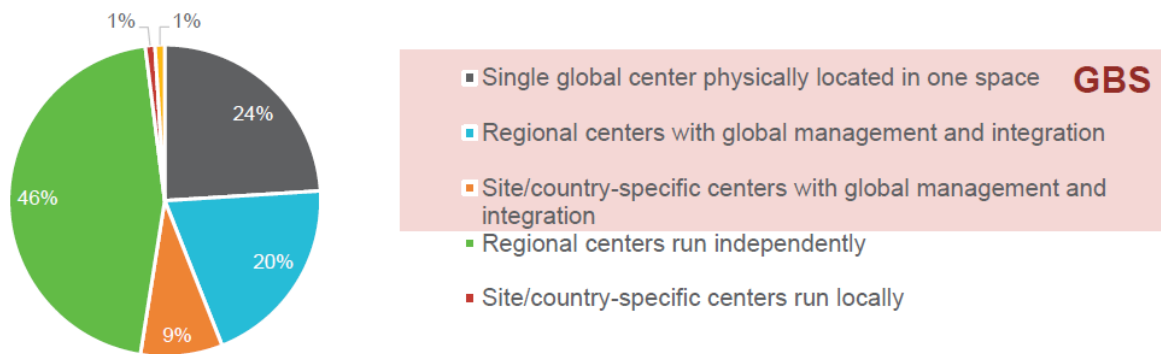 1%
1%
24%
20%
9%
46%
Single global center physically located in one space
GBS
Regional centers with global management and integration
Site/country-specific centers with global management and
integration
Regional centers run independently
Site/country-specific centers run locally